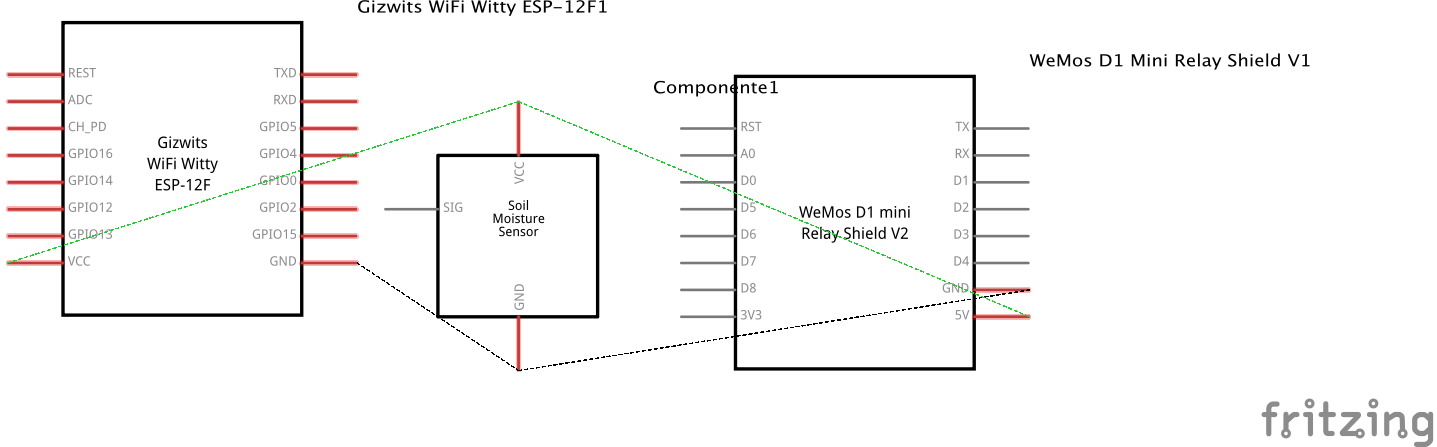 Gizwits WiFi Witty ESP-12F1
WeMos D1 Mini Relay Shield V1
Componente1
REST
ADC
CH_PD
GPIO16
GPIO14
GPIO12
GPIO13
VCC
Gizwits
WiFi Witty
ESP-12F
TXD
RXD
GPIO5
GPIO4
GPIO0
GPIO2
GPIO15
GND
VCC
SIG
Soil
Moisture
Sensor
GND
RST
A0
D0
D5
D6
D7
D8
3V3
WeMos D1 mini
Relay Shield V2
TX
RX
D1
D2
D3
D4
GND
5V
fritzing